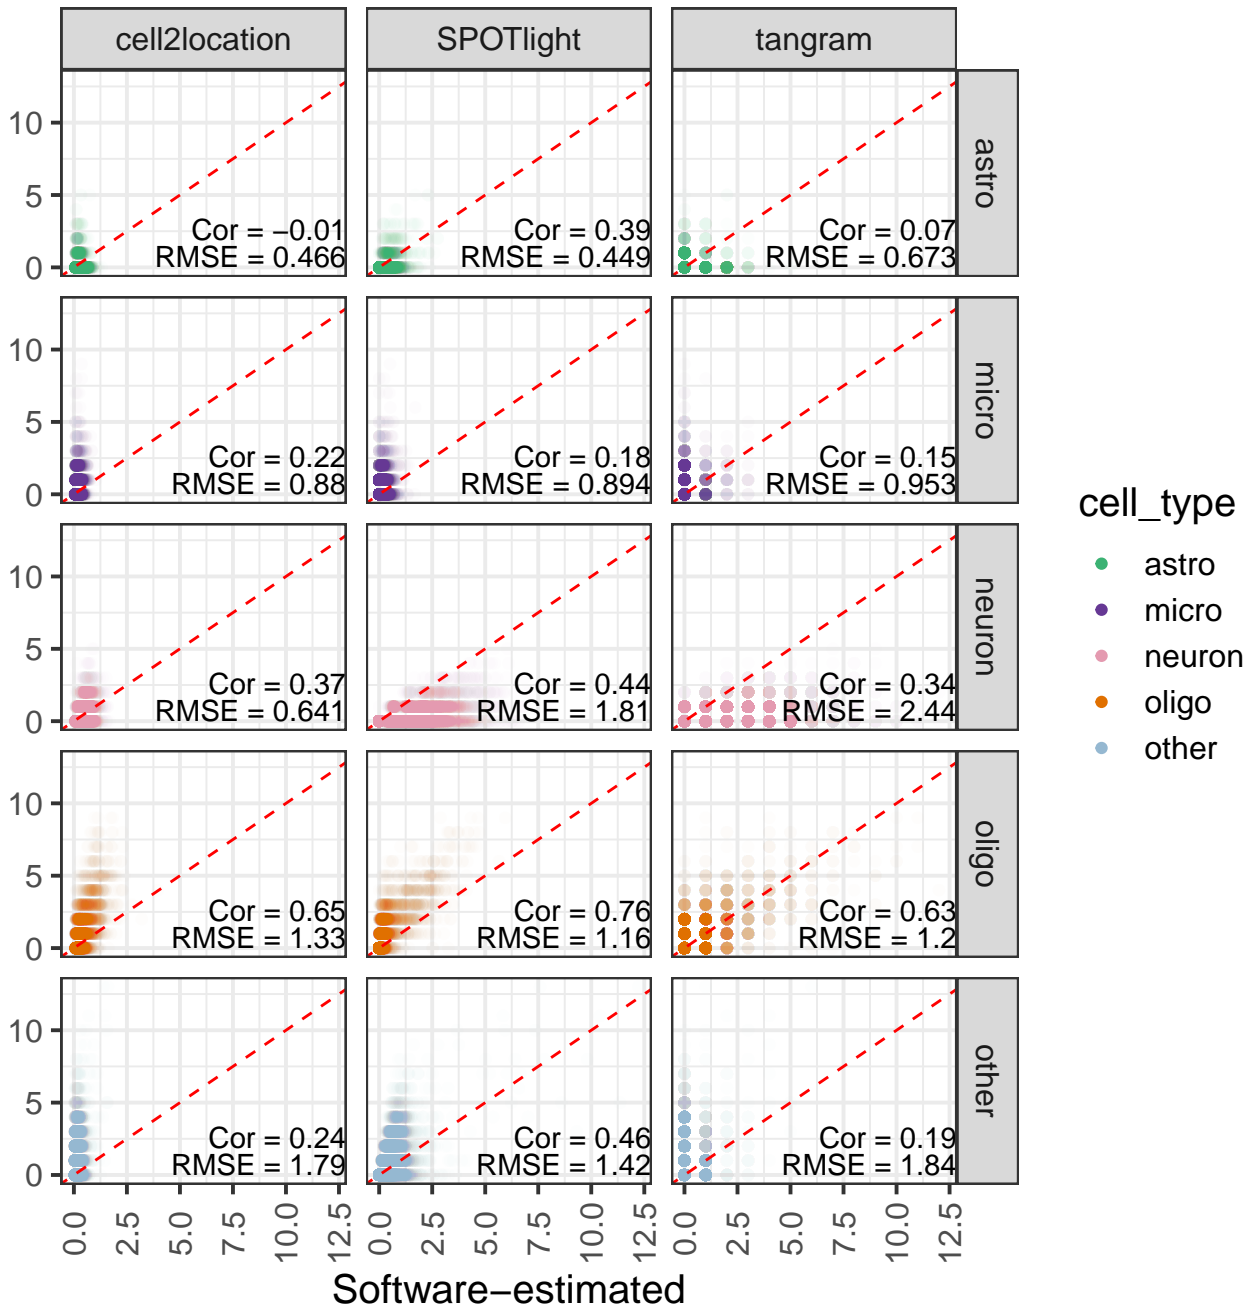 cell2location
SPOTlight
tangram
10
5
0
Cor = −0.01
RMSE = 0.466
Cor = 0.39
RMSE = 0.449
Cor = 0.07
RMSE = 0.673
astro
10
5
0
Cor = 0.22
RMSE = 0.88
Cor = 0.18
RMSE = 0.894
Cor = 0.15
RMSE = 0.953
micro
10
5
0
Cor = 0.37
RMSE = 0.641
Cor = 0.44
RMSE = 1.81
Cor = 0.34
RMSE = 2.44
neuron
10
5
0
Cor = 0.65
RMSE = 1.33
Cor = 0.76
RMSE = 1.16
Cor = 0.63
RMSE = 1.2
oligo
10
5
0
Cor = 0.24
RMSE = 1.79
Cor = 0.46
RMSE = 1.42
Cor = 0.19
RMSE = 1.84
other
0.0
2.5
5.0
7.5
10.0
12.5
0.0
2.5
5.0
7.5
10.0
12.5
0.0
2.5
5.0
7.5
10.0
12.5
Software−estimated
cell_type
astro
micro
neuron
oligo
other